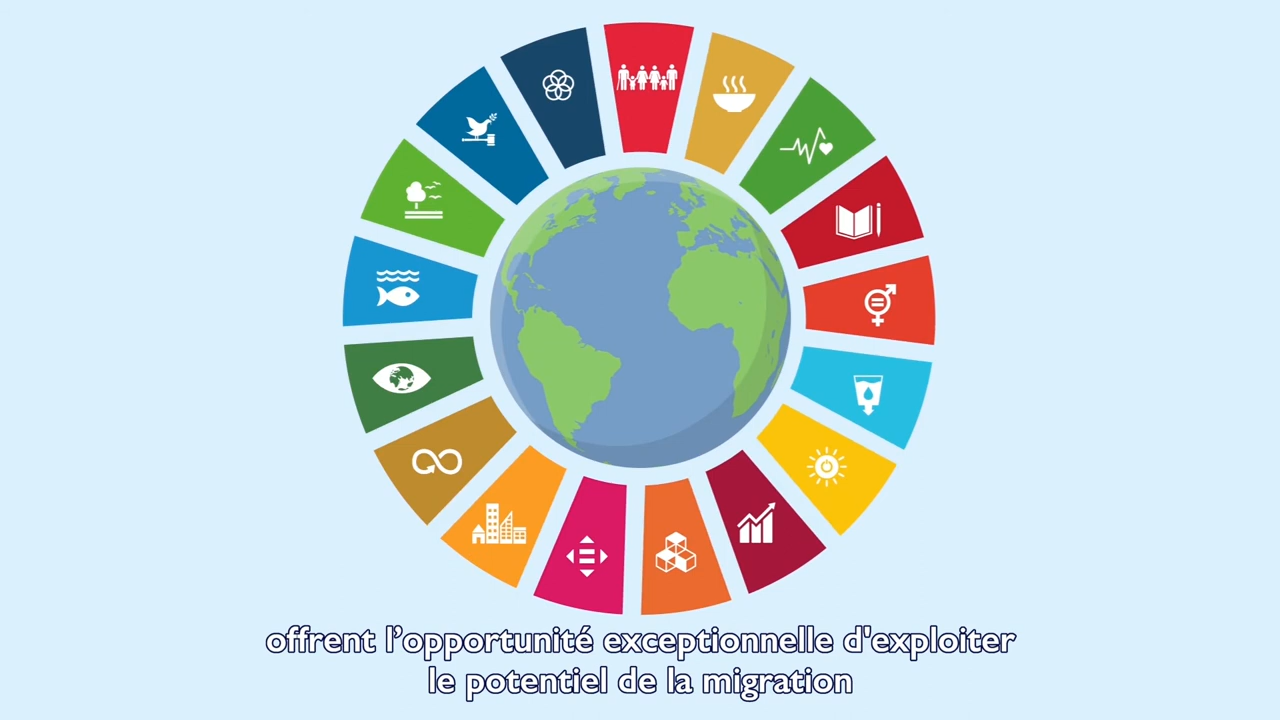 offrent l’opportunité exceptionnelle d'exploiter
le potentiel de la migration